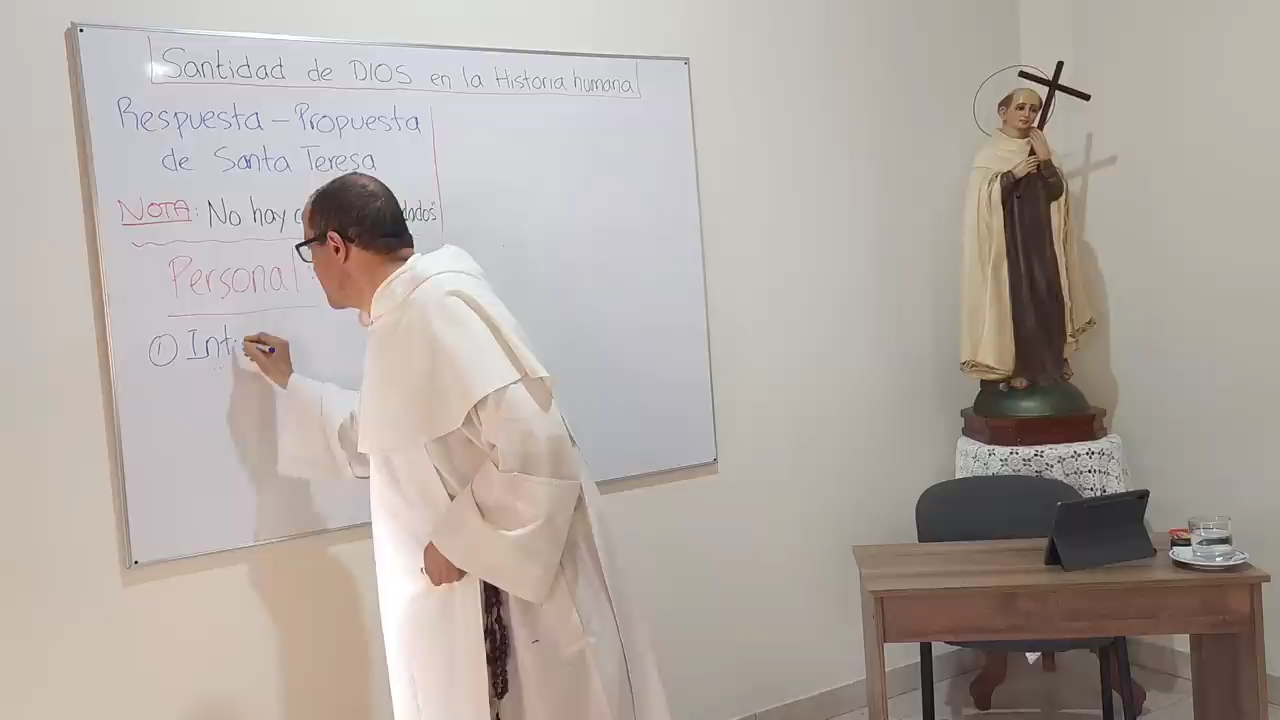 Santidad de DIOS en la Historia humana
Respuesta - Propuesta
de Santa Teresa
NOTA: No hay
Personal
① Int